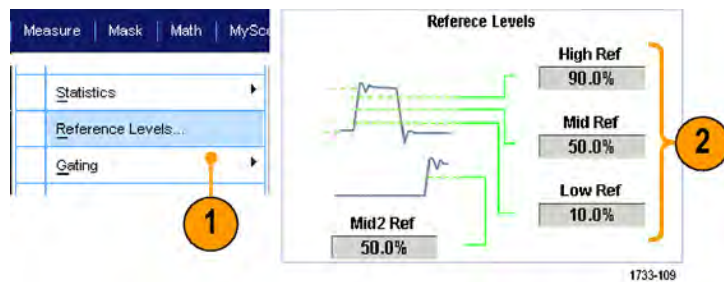 Measure Mask Math MySc
Statistics
Reference Levels...
Gating
1
Referece Levels
High Ref
90.0%
Mid Ref
50.0%
Low Ref
10.0%
2
Mid2 Ref
50.0%
1733-109